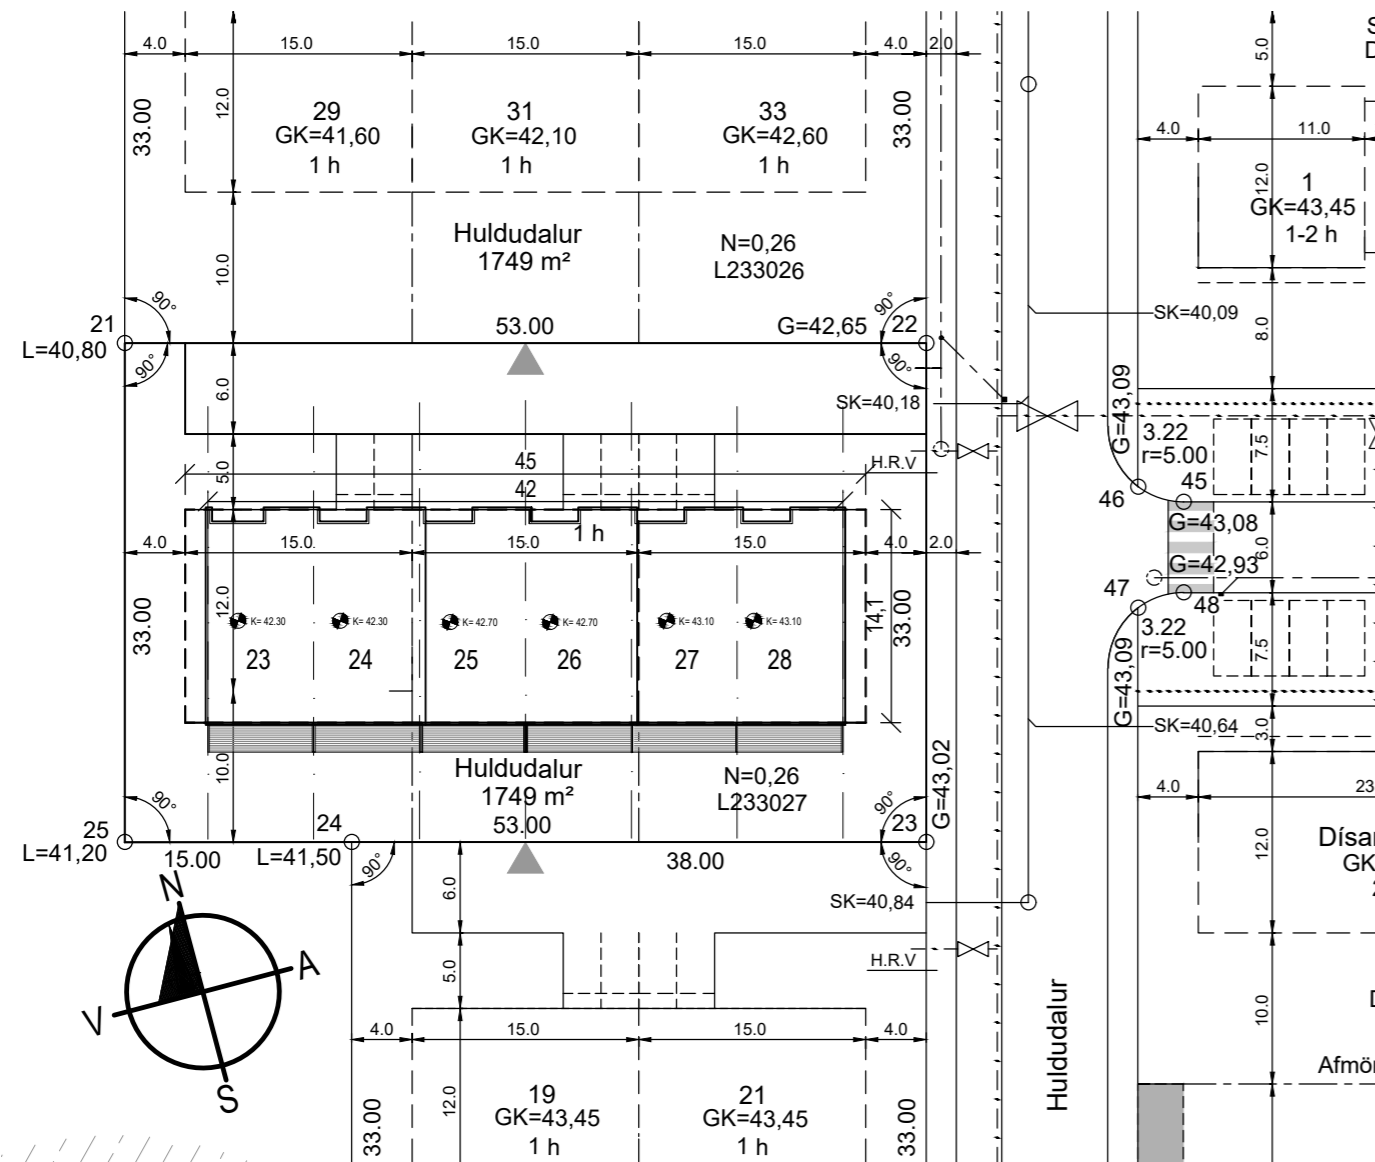 4.0
15.0
15.0
15.0
4.0
2.0
5.0
S
D
33.00
12.0
29
GK=41,60
1 h
31
GK=42,10
1 h
33
GK=42,60
1 h
33.00
4.0
11.0
12.0
1
GK=43,45
1-2 h
Huldudalur
1749 m²
N=0,26
L233026
10.0
90°
90°
21
L=40,80
53.00
G=42,65
22
SK=40,09
8.0
90°
90°
6.0
SK=40,18
G=43,09
3.22
r=5.00
7.5
5.0
45
H.R.V
42
46
45
1 h
G=43,08
4.0
15.0
15.0
15.0
4.0
2.0
6.0
G=42,93
33.00
12.0
14,1
33.00
47
48
K= 42.30
K= 42.30
K= 42.70
K= 42.70
K= 43.10
K= 43.10
23
24
25
26
27
28
3.22
r=5.00
7.5
G=43,09
SK=40,64
3.0
10.0
Huldudalur
1749 m²
N=0,26
L233027
G=43,02
4.0
23
90°
90°
25
L=41,20
24
L=41,50
53.00
23
15.00
38.00
90°
90°
12.0
Dísar
GK
2
6.0
SK=40,84
N
A
V
S
5.0
H.R.V
10.0
Huldudalur
D
4.0
15.0
15.0
4.0
Afmör
33.00
12.0
19
GK=43,45
1 h
21
GK=43,45
1 h
33.00